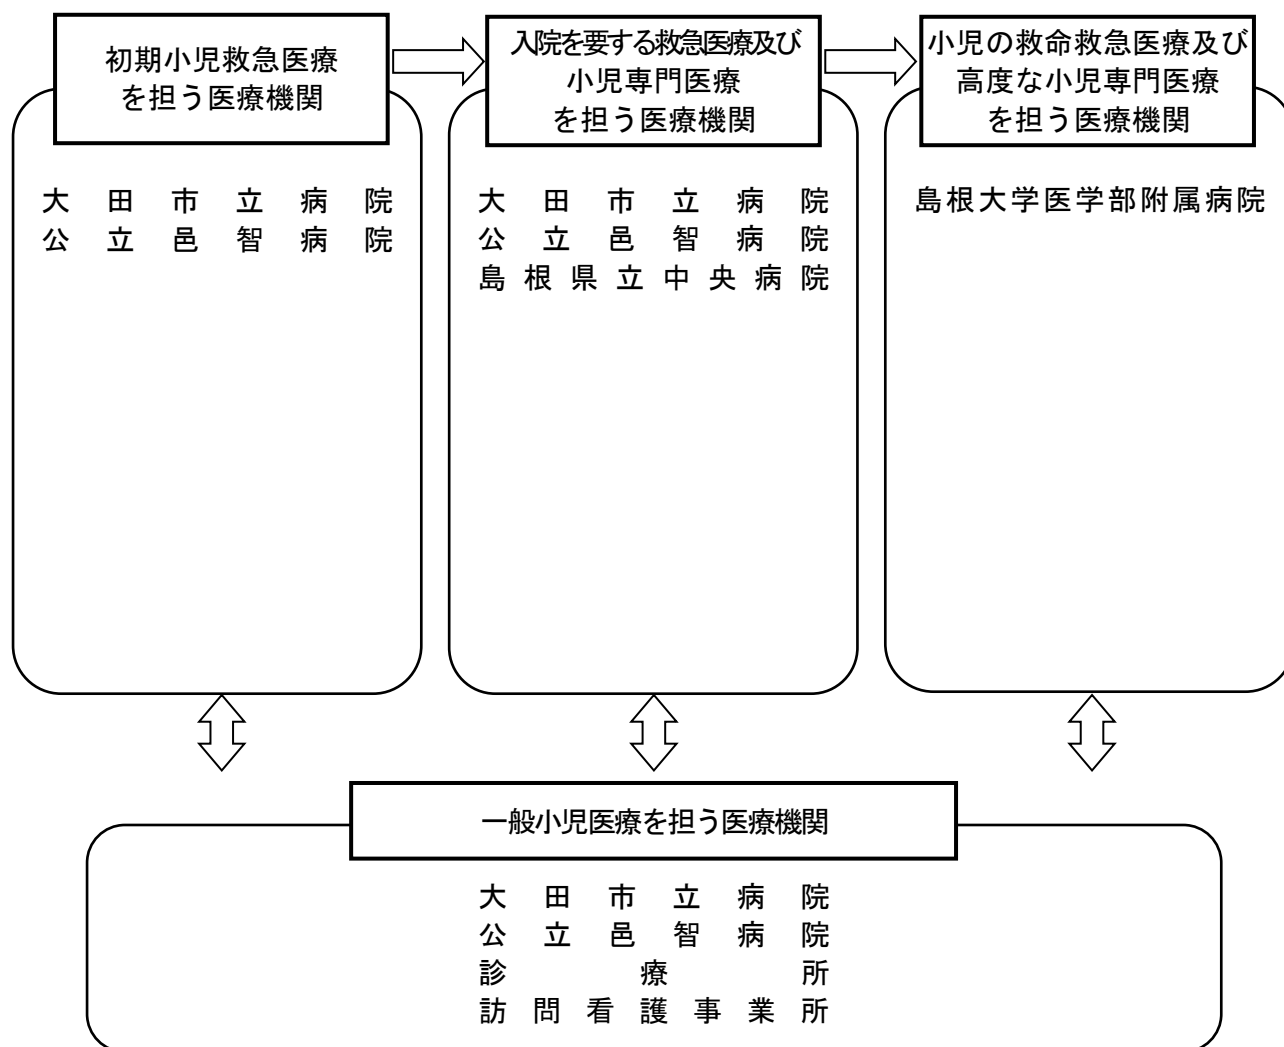 初期小児救急医療
を担う医療機関
大田市立病院
公立邑智病院
入院を要する救急医療及び
小児専門医療
を担う医療機関
大田市立病院
公立邑智病院
島根県立中央病院
小児の救命救急医療及び
高度な小児専門医療
を担う医療機関
島根大学医学部附属病院
一般小児医療を担う医療機関
大田市立病院
公立邑智病院
診療所
訪問看護事業所